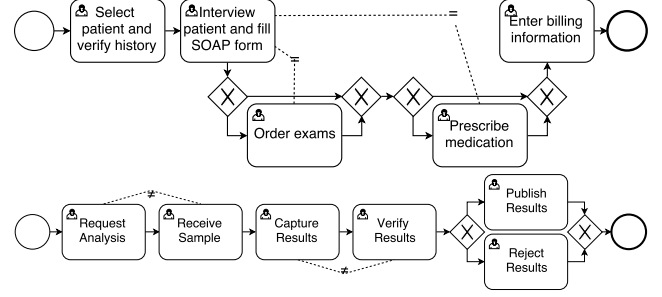 Select
patient and
verify history
Interview
patient and fill
SOAP form
=
Enter billing
information
=
X
X
X
X
Order exams
Prescribe
medication
≠
Request
Analysis
Receive
Sample
Capture
Results
Verify
Results
≠
X
Publish
Results
Reject
Results
X